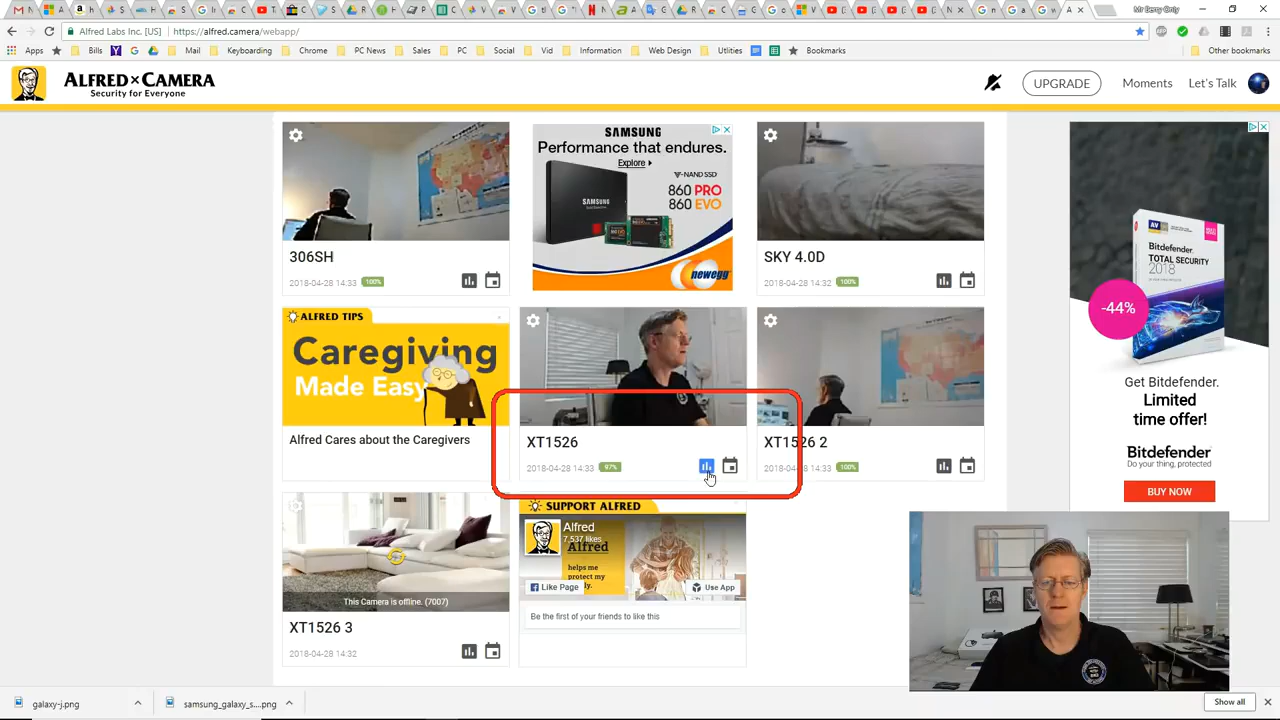 Mr Berry Only
Alfred Labs Inc. [US]
https://alfred.camera/webapp/
Apps
Bills
Mail
Keyboarding
Chrome
PC News
Sales
PC
Social
Vid
Information
Web Design
Utilities
Bookmarks
Other bookmarks
ALFRED×CAMERA
Security for Everyone
UPGRADE
Moments
Let's Talk
306SH
2018-04-28 14:33
100%
SAMSUNG
Performance that endures.
Explore
V-NAND SSD
860 PRO
860 EVO
SAMSUNG
newegg
SKY 4.0D
2018-04-28 14:32
100%
ALFRED TIPS
Caregiving
Made Easy
Alfred Cares about the Caregivers
XT1526
2018-04-28 14:33
97%
XT1526 2
2018-04-28 14:33
100%
This Camera is offline. (7007)
XT1526 3
2018-04-28 14:32
SUPPORT ALFRED
Alfred
7,537 likes
Alfred
helms me
protect my
Like Page
Use App
Be the first of your friends to like this
Bitdefender
TOTAL SECURITY
2018
-44%
Get Bitdefender.
Limited
time offer!
Bitdefender
Do your thing, protected
BUY NOW
galaxy-j.png
samsung_galaxy_s....png
Show all